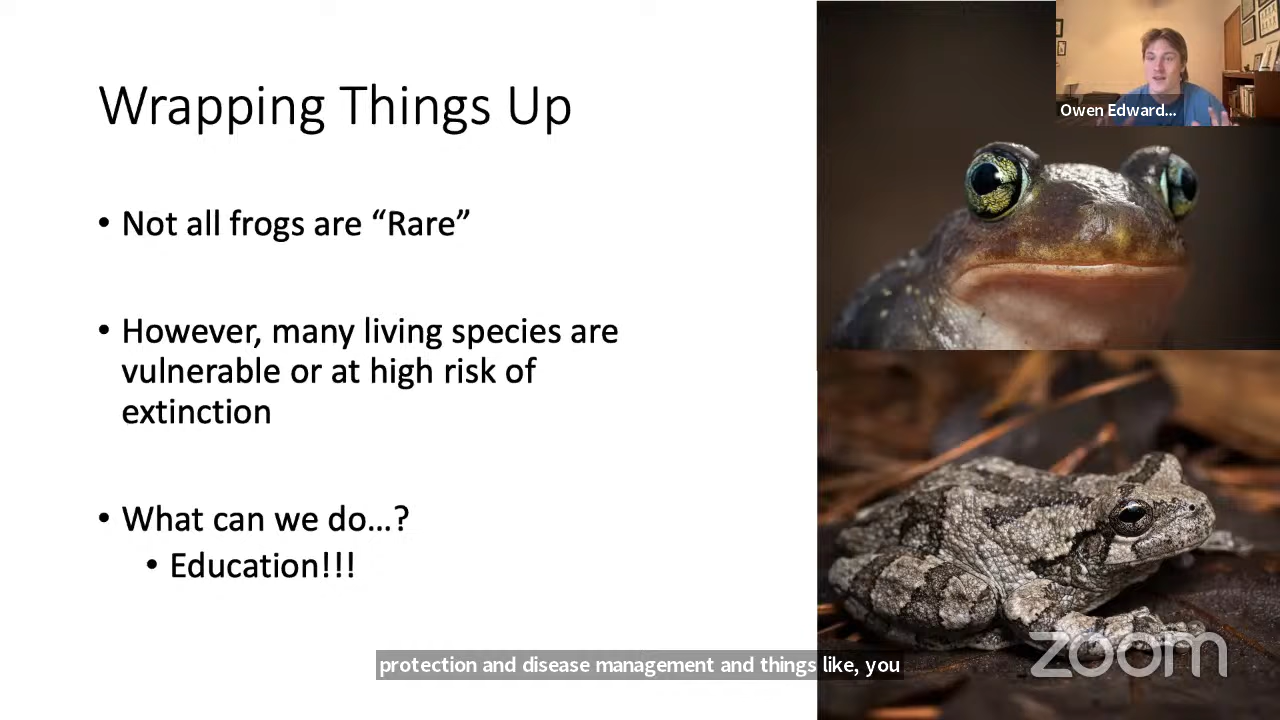 Wrapping Things Up
Owen Edward...
• Not all frogs are “Rare”
• However, many living species are
vulnerable or at high risk of
extinction
• What can we do…?
• Education!!!
zoom
protection and disease management and things like, you